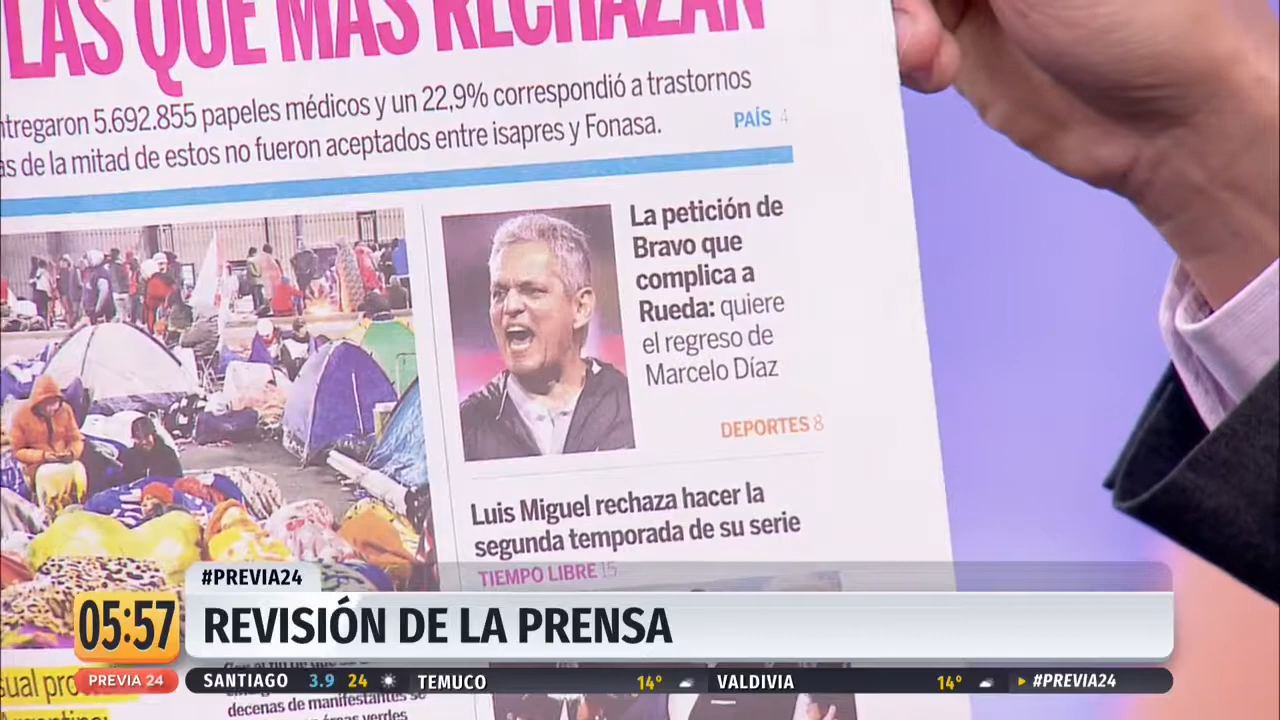 LAS QUE MÁS RECHAZAN
ntregaron 5.692.855 papeles médicos y un 22,9% correspondió a trastornos
as de la mitad de estos no fueron aceptados entre isapres y Fonasa.
PAÍS 4
La petición de
Bravo que
complica a
Rueda: quiere
el regreso de
Marcelo Díaz
DEPORTES 8
Luis Miguel rechaza hacer la
segunda temporada de su serie
TIEMPO LIBRE 15
#PREVIA24
05:57
REVISIÓN DE LA PRENSA
sual
decenas de manifestantes se
áreas verdes
PREVIA 24
SANTIAGO 3.9 24
TEMUCO 14°
VALDIVIA 14°
#PREVIA24